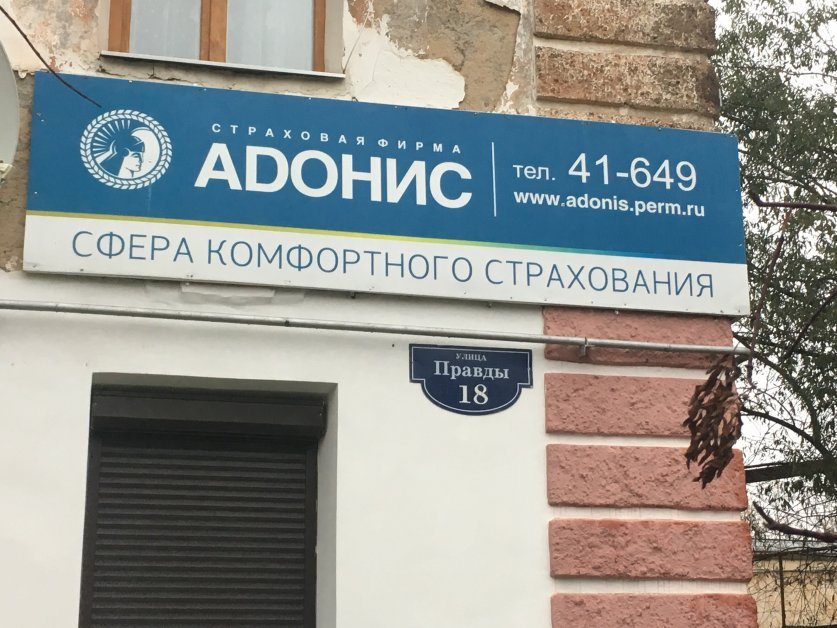 СТРАХОВАЯ ФИРМА
АДОНИС
тел. 41-649
www.adonis.perm.ru
СФЕРА КОМФОРТНОГО СТРАХОВАНИЯ
УЛИЦА
Правды
18